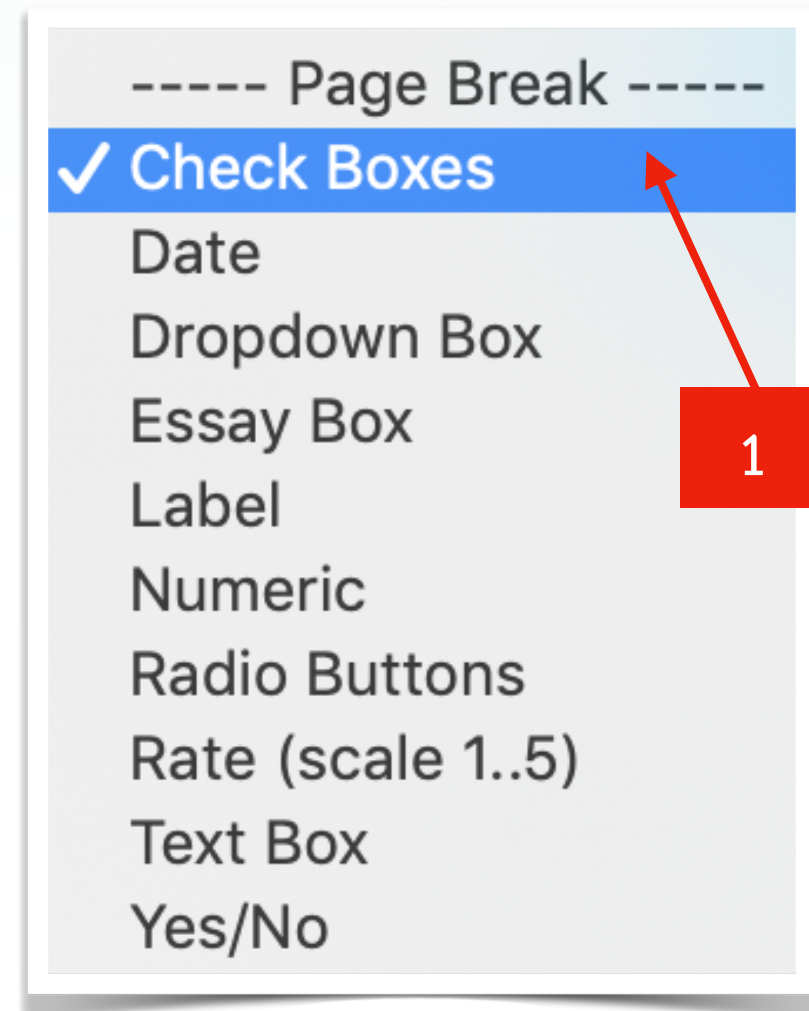 ----- Page Break -----
✓ Check Boxes
Date
Dropdown Box
Essay Box
Label
Numeric
Radio Buttons
Rate (scale 1..5)
Text Box
Yes/No
1